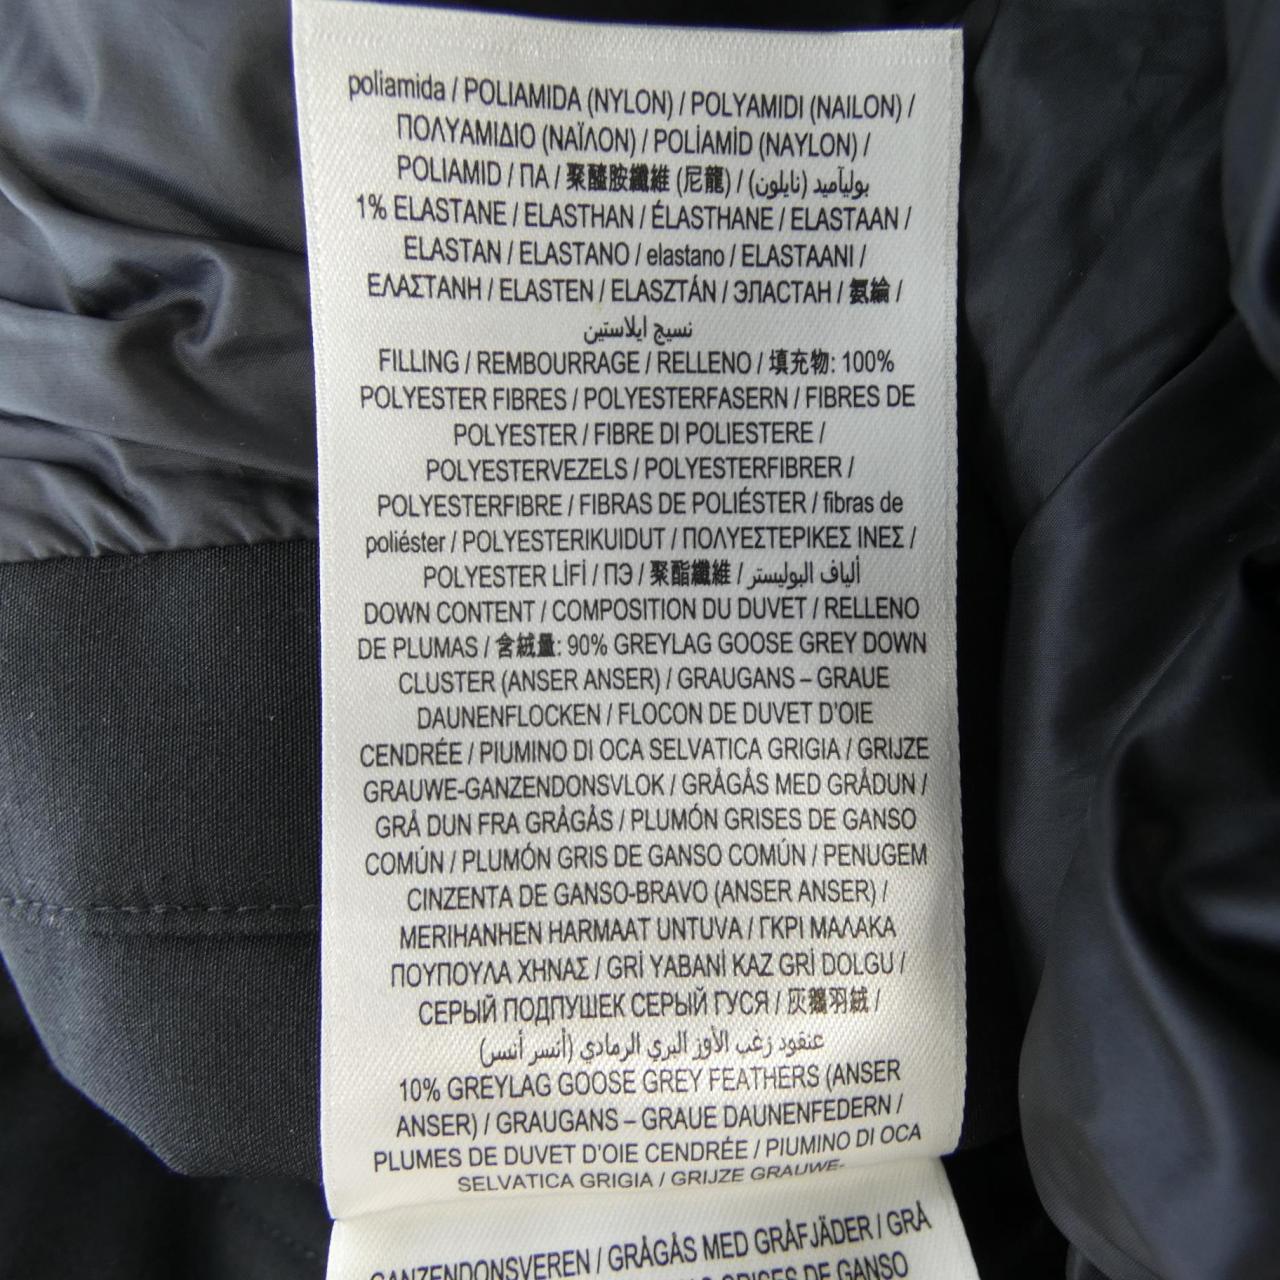 poliamida / POLIAMIDA (NYLON) / POLYAMIDI (NAILON) /
ΠΟΛΥΑΜΙΔΙΟ (ΝΑΪΛΟΝ) / POLİAMİD (NAYLON) /
POLIAMID / ПА / 聚醯胺纖維 (尼龍) / بوليآميد (نايلون)
1% ELASTANE / ELASTHAN / ÉLASTHANE / ELASTAAN /
ELASTAN / ELASTANO / elastano / ELASTAANI /
ΕΛΑΣΤΑΝΗ / ELASTEN / ELASZTÁN / ЭЛАСТАН / 氨綸 /
نسيج ايلاستين
FILLING / REMBOURRAGE / RELLENO / 填充物: 100%
POLYESTER FIBRES / POLYESTERFASERN / FIBRES DE
POLYESTER / FIBRE DI POLIESTERE /
POLYESTERVEZELS / POLYESTERFIBRER /
POLYESTERFIBRE / FIBRAS DE POLIÉSTER / fibras de
poliéster / POLYESTERIKUIDUT / ΠΟΛΥΕΣΤΕΡΙΚΕΣ ΙΝΕΣ /
POLYESTER LİFİ / ПЭ / 聚酯纖維 / ألياف البوليستر
DOWN CONTENT / COMPOSITION DU DUVET / RELLENO
DE PLUMAS / 含絨量: 90% GREYLAG GOOSE GREY DOWN
CLUSTER (ANSER ANSER) / GRAUGANS – GRAUE
DAUNENFLOCKEN / FLOCON DE DUVET D'OIE
CENDRÉE / PIUMINO DI OCA SELVATICA GRIGIA / GRIJZE
GRAUWE-GANZENDONSVLOK / GRÅGÅS MED GRÅDUN /
GRÅ DUN FRA GRÅGÅS / PLUMÓN GRISES DE GANSO
COMÚN / PLUMÓN GRIS DE GANSO COMÚN / PENUGEM
CINZENTA DE GANSO-BRAVO (ANSER ANSER) /
MERIHANHEN HARMAAT UNTUVA / ΓΚΡΙ ΜΑΛΑΚΑ
ΠΟΥΠΟΥΛΑ ΧΗΝΑΣ / GRİ YABANİ KAZ GRİ DOLGU /
СЕРЫЙ ПОДПУШЕК СЕРЫЙ ГУСЯ / 灰鵝羽絨 /
عنقود زغب الأوز البري الرمادي (أنسر أنسر)
10% GREYLAG GOOSE GREY FEATHERS (ANSER
ANSER) / GRAUGANS – GRAUE DAUNENFEDERN /
PLUMES DE DUVET D'OIE CENDRÉE / PIUMINO DI OCA
SELVATICA GRIGIA / GRIJZE GRAUWE-
GANZENDONSVEREN / GRÅGÅS MED GRÅFJÄDER / GRÅ
GRISES DE GANSO